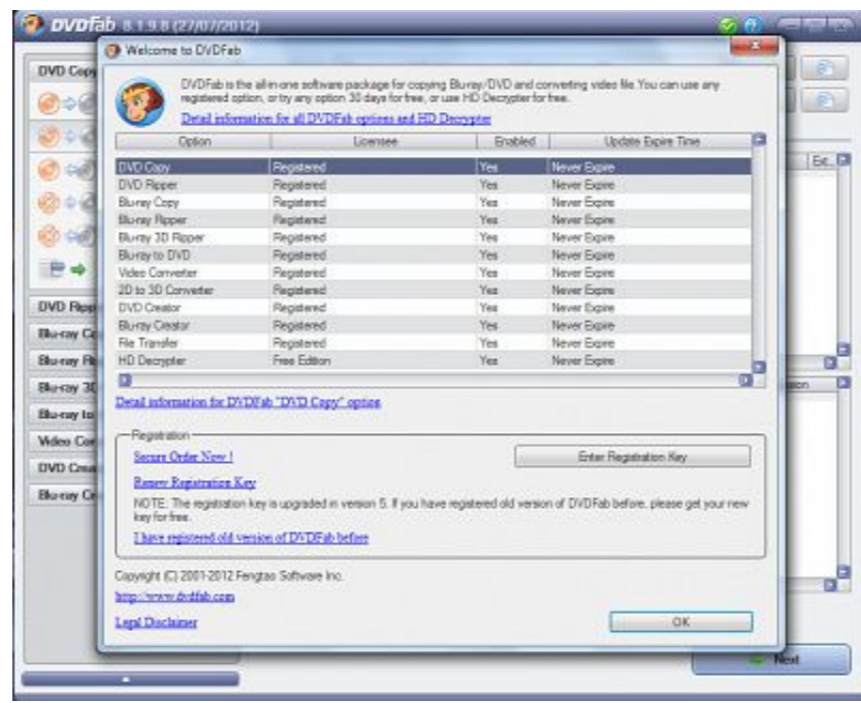 DVDFab 8.1.9.8 (27/07/2012)
Welcome to DVDFab
DVD Copy
DVDFab is the all-in-one software package for copying Blu-ray/DVD and converting video file. You can use any
registered option, or try any option 30 days for free, or use HD Decrypter for free.
Detail information for all DVDFab options and HD Decrypter
Option Licensee Enabled Update Expire Time
DVD Copy Registered Yes Never Expire
DVD Ripper Registered Yes Never Expire
Blu-ray Copy Registered Yes Never Expire
Blu-ray Ripper Registered Yes Never Expire
Blu-ray 3D Ripper Registered Yes Never Expire
Blu-ray to DVD Registered Yes Never Expire
Video Converter Registered Yes Never Expire
2D to 3D Converter Registered Yes Never Expire
DVD Creator Registered Yes Never Expire
Blu-ray Creator Registered Yes Never Expire
File Transfer Registered Yes Never Expire
HD Decrypter Free Edition Yes Never Expire
Ext..
DVD Ripp
Blu-ray Co
Blu-ray Ri
Blu-ray 3D
Blu-ray to
Video Con
DVD Crea
Blu-ray Cr
Detail information for DVDFab "DVD Copy" option
Registration
Secure Order Now !
Enter Registration Key
Renew Registration Key
NOTE: The registration key is upgraded in version 5. If you have registered old version of DVDFab before, please get your new
key for free.
I have registered old version of DVDFab before
Copyright (C) 2001-2012 Fengtao Software Inc.
http://www.dvdfab.com
Legal Disclaimer
OK
Next